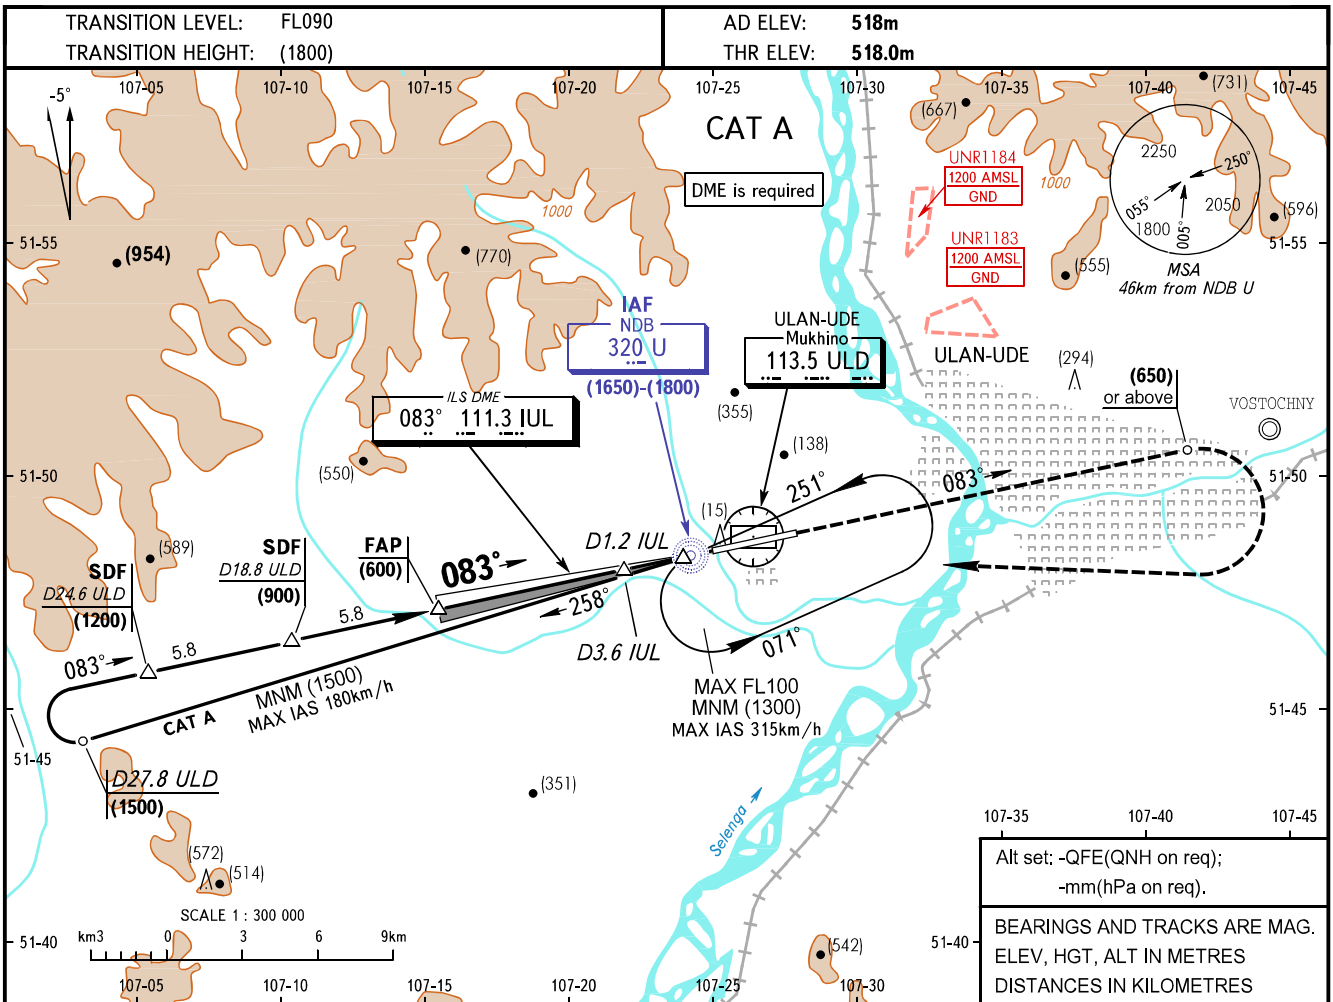 TRANSITION LEVEL: FL090
TRANSITION HEIGHT: (1800)
AD ELEV: 518m
THR ELEV: 518.0m
107-05
107-10
107-15
107-20
107-25
107-30
107-35
107-40
107-45
-5°
CAT A
DME is required
(667)
(731)
UNR1184
1200 AMSL
GND
1000
2250
250°
055°
2050
1800
005°
(596)
MSA
46km from NDB U
51-55
51-55
(954)
(770)
1000
UNR1183
1200 AMSL
GND
(555)
IAF
NDB
320 U
(1650)-(1800)
ULAN-UDE
Mukhino
113.5 ULD
ULAN-UDE
(294)
(650)
or above
VOSTOCHNY
ILS DME
083° 111.3 IUL
(355)
(138)
(550)
51-50
51-50
251°
083°
(15)
(589)
SDF
D24.6 ULD
(1200)
SDF
D18.8 ULD
(900)
FAP
(600)
083°
D1.2 IUL
258°
D3.6 IUL
071°
083°
5.8
5.8
MNM (1500)
MAX IAS 180km/h
CAT A
MAX FL100
MNM (1300)
MAX IAS 315km/h
51-45
51-45
D27.8 ULD
(1500)
(351)
Selenga
(572)
(514)
SCALE 1 : 300 000
km3 0 3 6 9km
51-40
51-40
(542)
107-35
107-40
107-45
Alt set: -QFE(QNH on req);
-mm(hPa on req).
BEARINGS AND TRACKS ARE MAG.
ELEV, HGT, ALT IN METRES
DISTANCES IN KILOMETRES
107-05
107-10
107-15
107-20
107-25
107-30